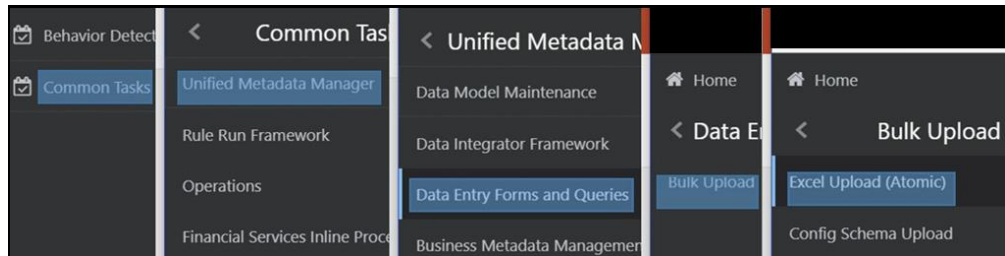 Behavior Detect
Common Tasks
Common Tas
Unified Metadata Manager
Rule Run Framework
Operations
Financial Services Inline Proce
Unified Metadata M
Data Model Maintenance
Data Integrator Framework
Data Entry Forms and Queries
Business Metadata Managemen
Home
Data E
Bulk Upload
Home
Bulk Upload
Excel Upload (Atomic)
Config Schema Upload